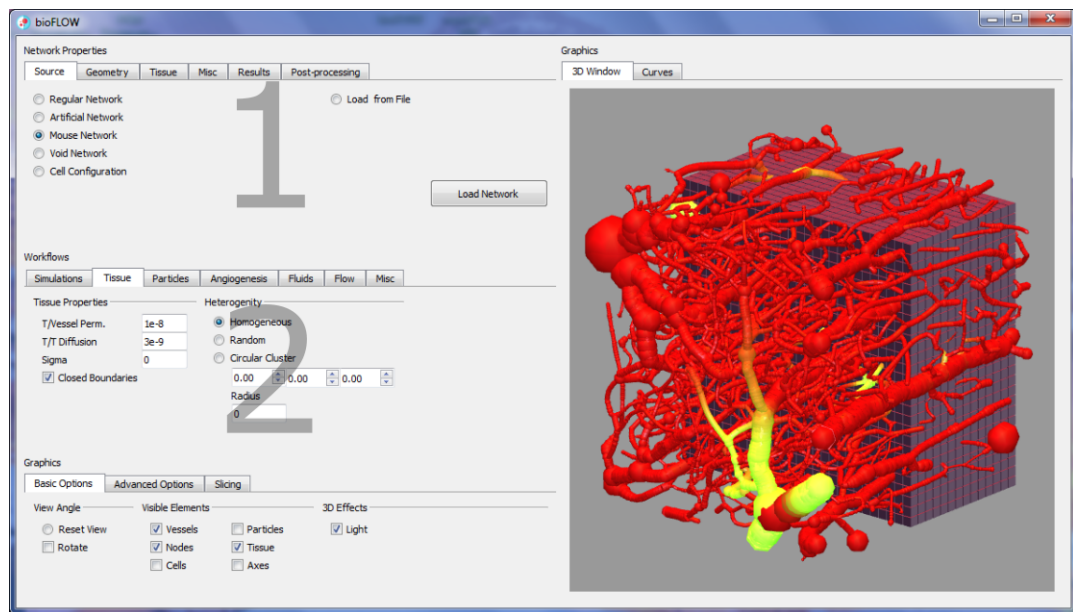 bioFLOW
Network Properties
Source Geometry Tissue Misc Results Post-processing
Regular Network
Load from File
Artificial Network
Mouse Network
Void Network
Cell Configuration
Load Network
1
Workflows
Simulations Tissue Particles Angiogenesis Fluids Flow Misc
Tissue Properties
T/Vessel Perm. 1e-8
T/T Diffusion 3e-9
Sigma 0
Closed Boundaries
Heterogenity
Homogeneous
Random
Circular Cluster
0.00 0.00 0.00
Radius
0
2
Graphics
Basic Options Advanced Options Slicing
View Angle
Reset View
Rotate
Visible Elements
Vessels Particles
Nodes Tissue
Cells Axes
3D Effects
Light
Graphics
3D Window Curves